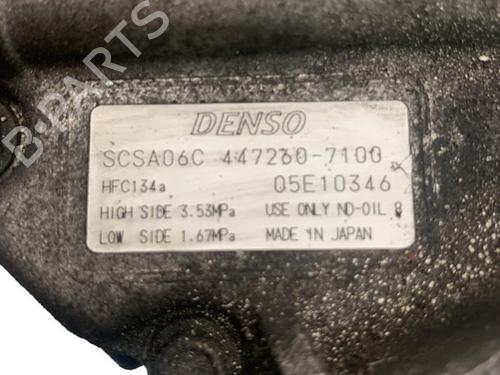 DENSO
SCSA06C 447260-7100
HFC134a 05E10346
HIGH SIDE 3.53MPa USE ONLY ND-OIL 8
LOW SIDE 1.67MPa MADE IN JAPAN